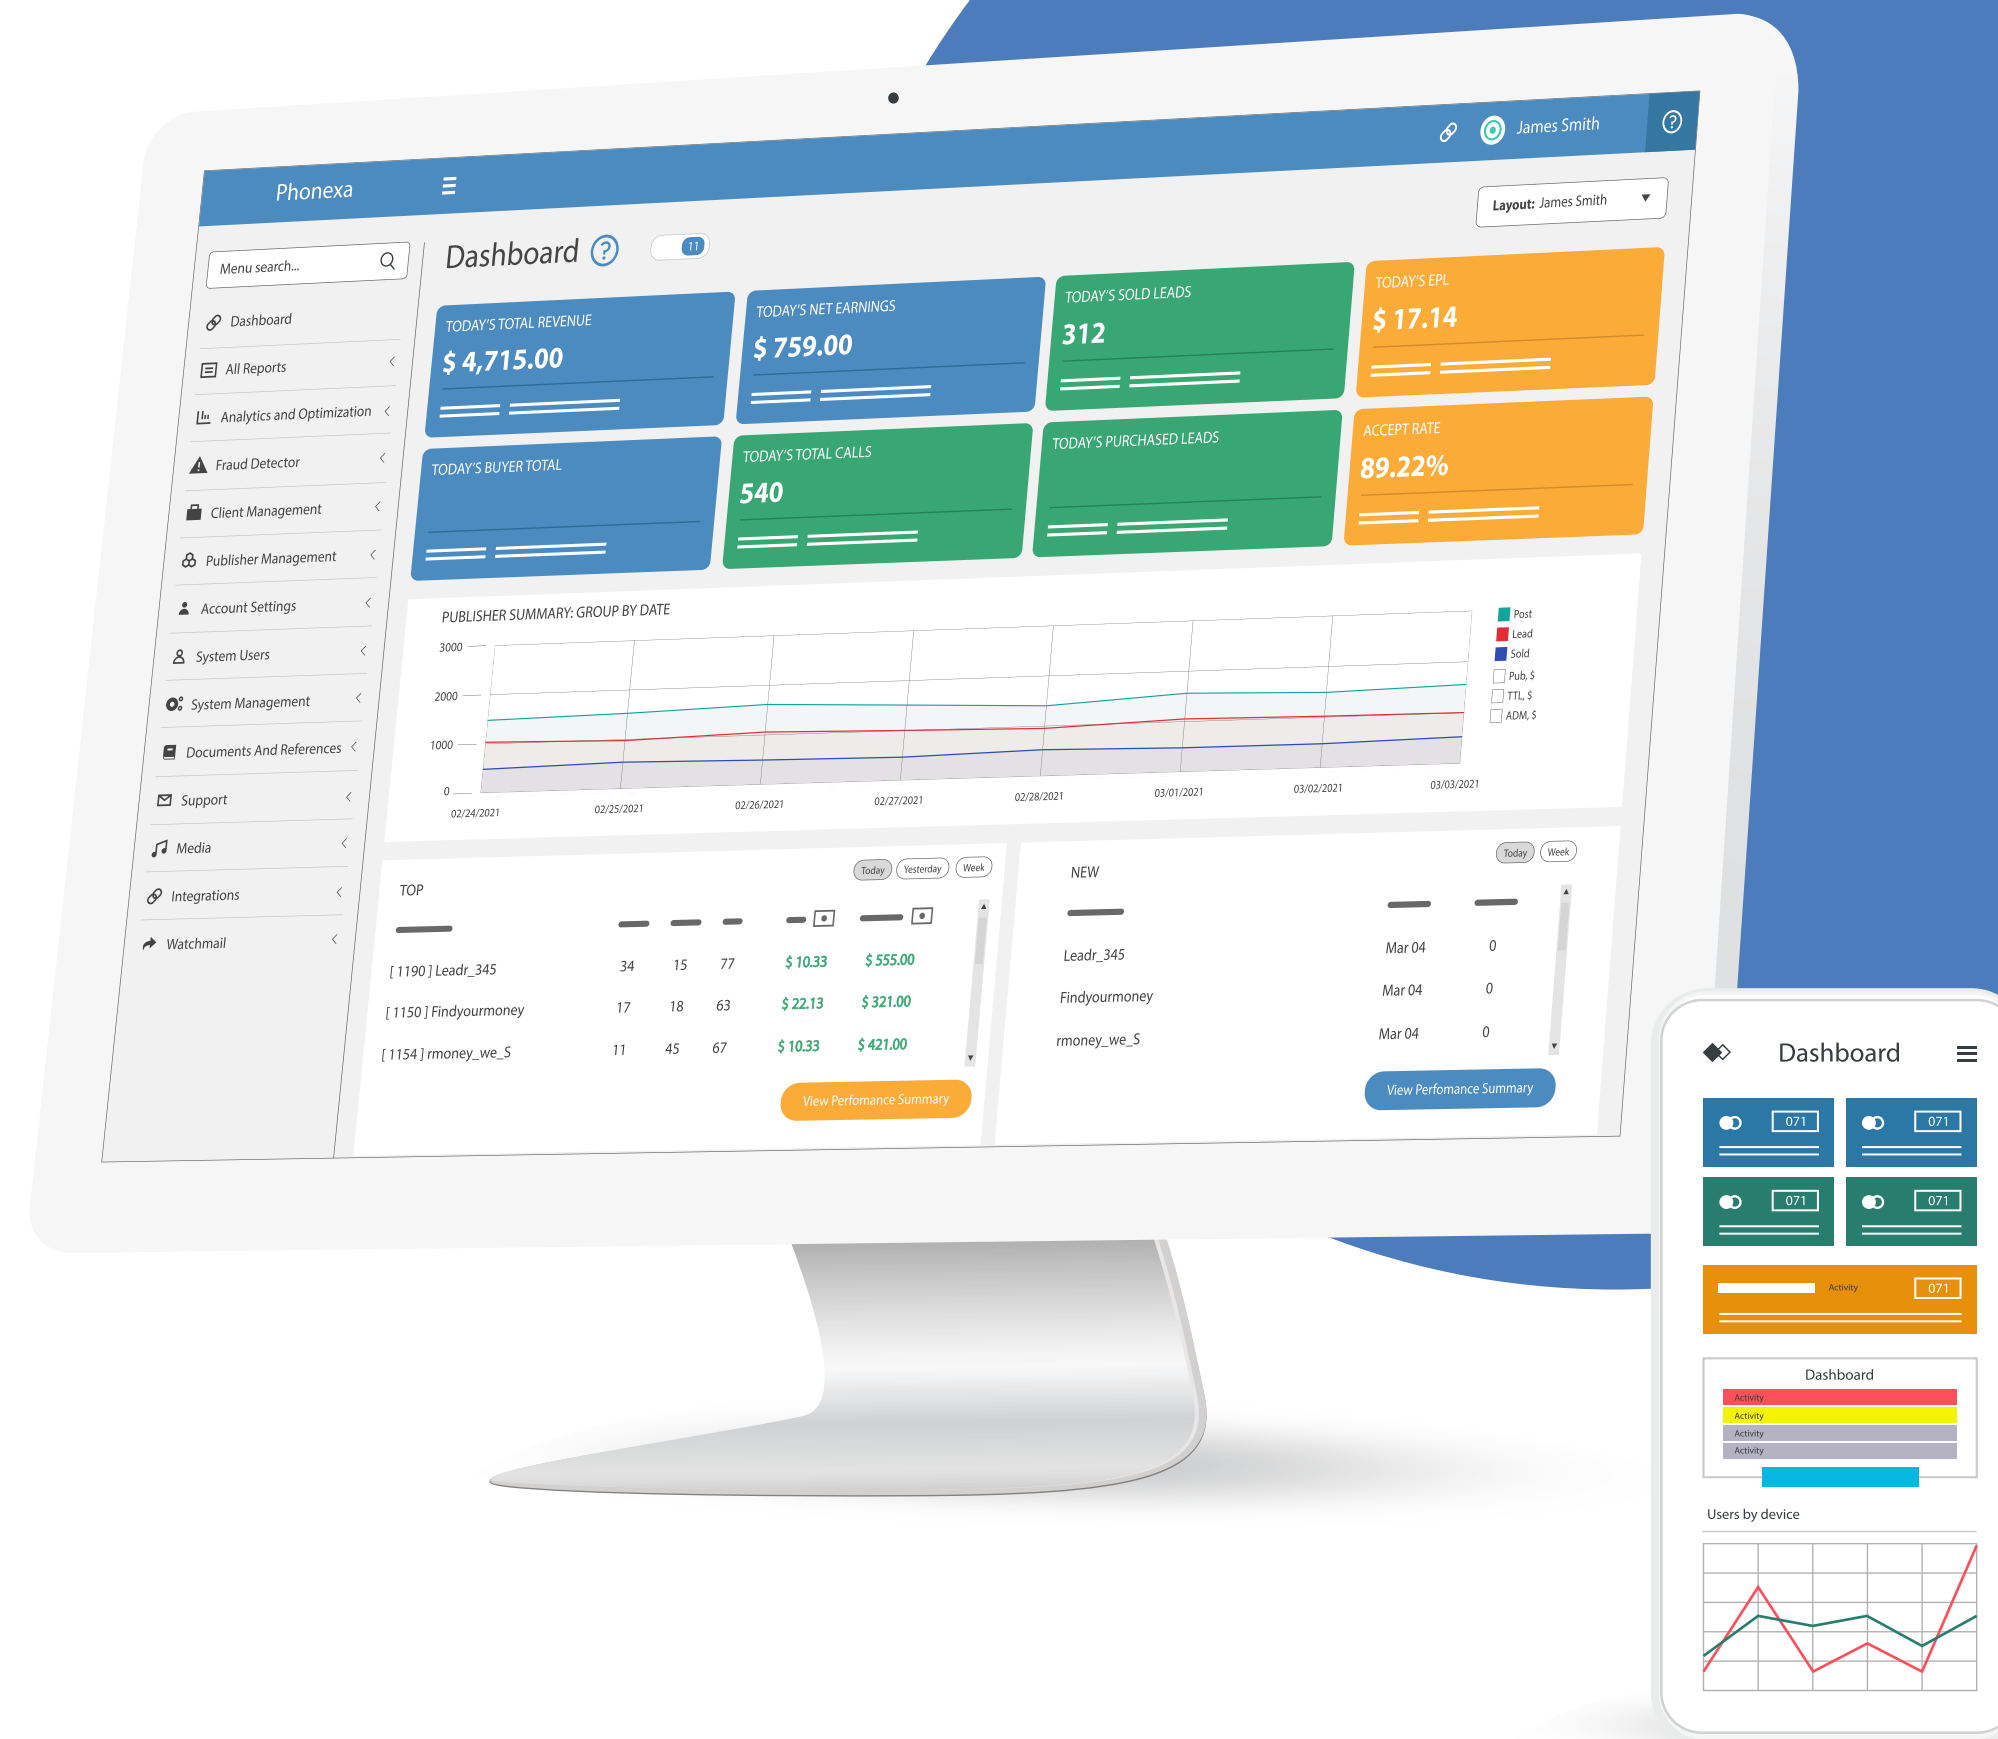 Phonexa
James Smith
?
Menu search...
Dashboard ?
11
Layout: James Smith
Dashboard
All Reports
Analytics and Optimization
Fraud Detector
Client Management
Publisher Management
Account Settings
System Users
System Management
Documents And References
Support
Media
Integrations
Watchmail
TODAY'S TOTAL REVENUE
$ 4,715.00
TODAY'S NET EARNINGS
$ 759.00
TODAY'S SOLD LEADS
312
TODAY'S EPL
$ 17.14
TODAY'S BUYER TOTAL
TODAY'S TOTAL CALLS
540
TODAY'S PURCHASED LEADS
ACCEPT RATE
89.22%
PUBLISHER SUMMARY: GROUP BY DATE
3000
2000
1000
0
02/24/2021
02/25/2021
02/26/2021
02/27/2021
02/28/2021
03/01/2021
03/02/2021
03/03/2021
Post
Lead
Sold
Pub, $
TTL, $
ADM, $
TOP
Today
Yesterday
Week
[ 1190 ] Leadr_345 34 15 77 $ 10.33 $ 555.00
[ 1150 ] Findyourmoney 17 18 63 $ 22.13 $ 321.00
[ 1154 ] rmoney_we_S 11 45 67 $ 10.33 $ 421.00
View Perfomance Summary
NEW
Today
Week
Leadr_345 Mar 04 0
Findyourmoney Mar 04 0
rmoney_we_S Mar 04 0
View Perfomance Summary
Dashboard
071
071
071
071
Activity
071
Dashboard
Activity
Activity
Activity
Activity
Users by device